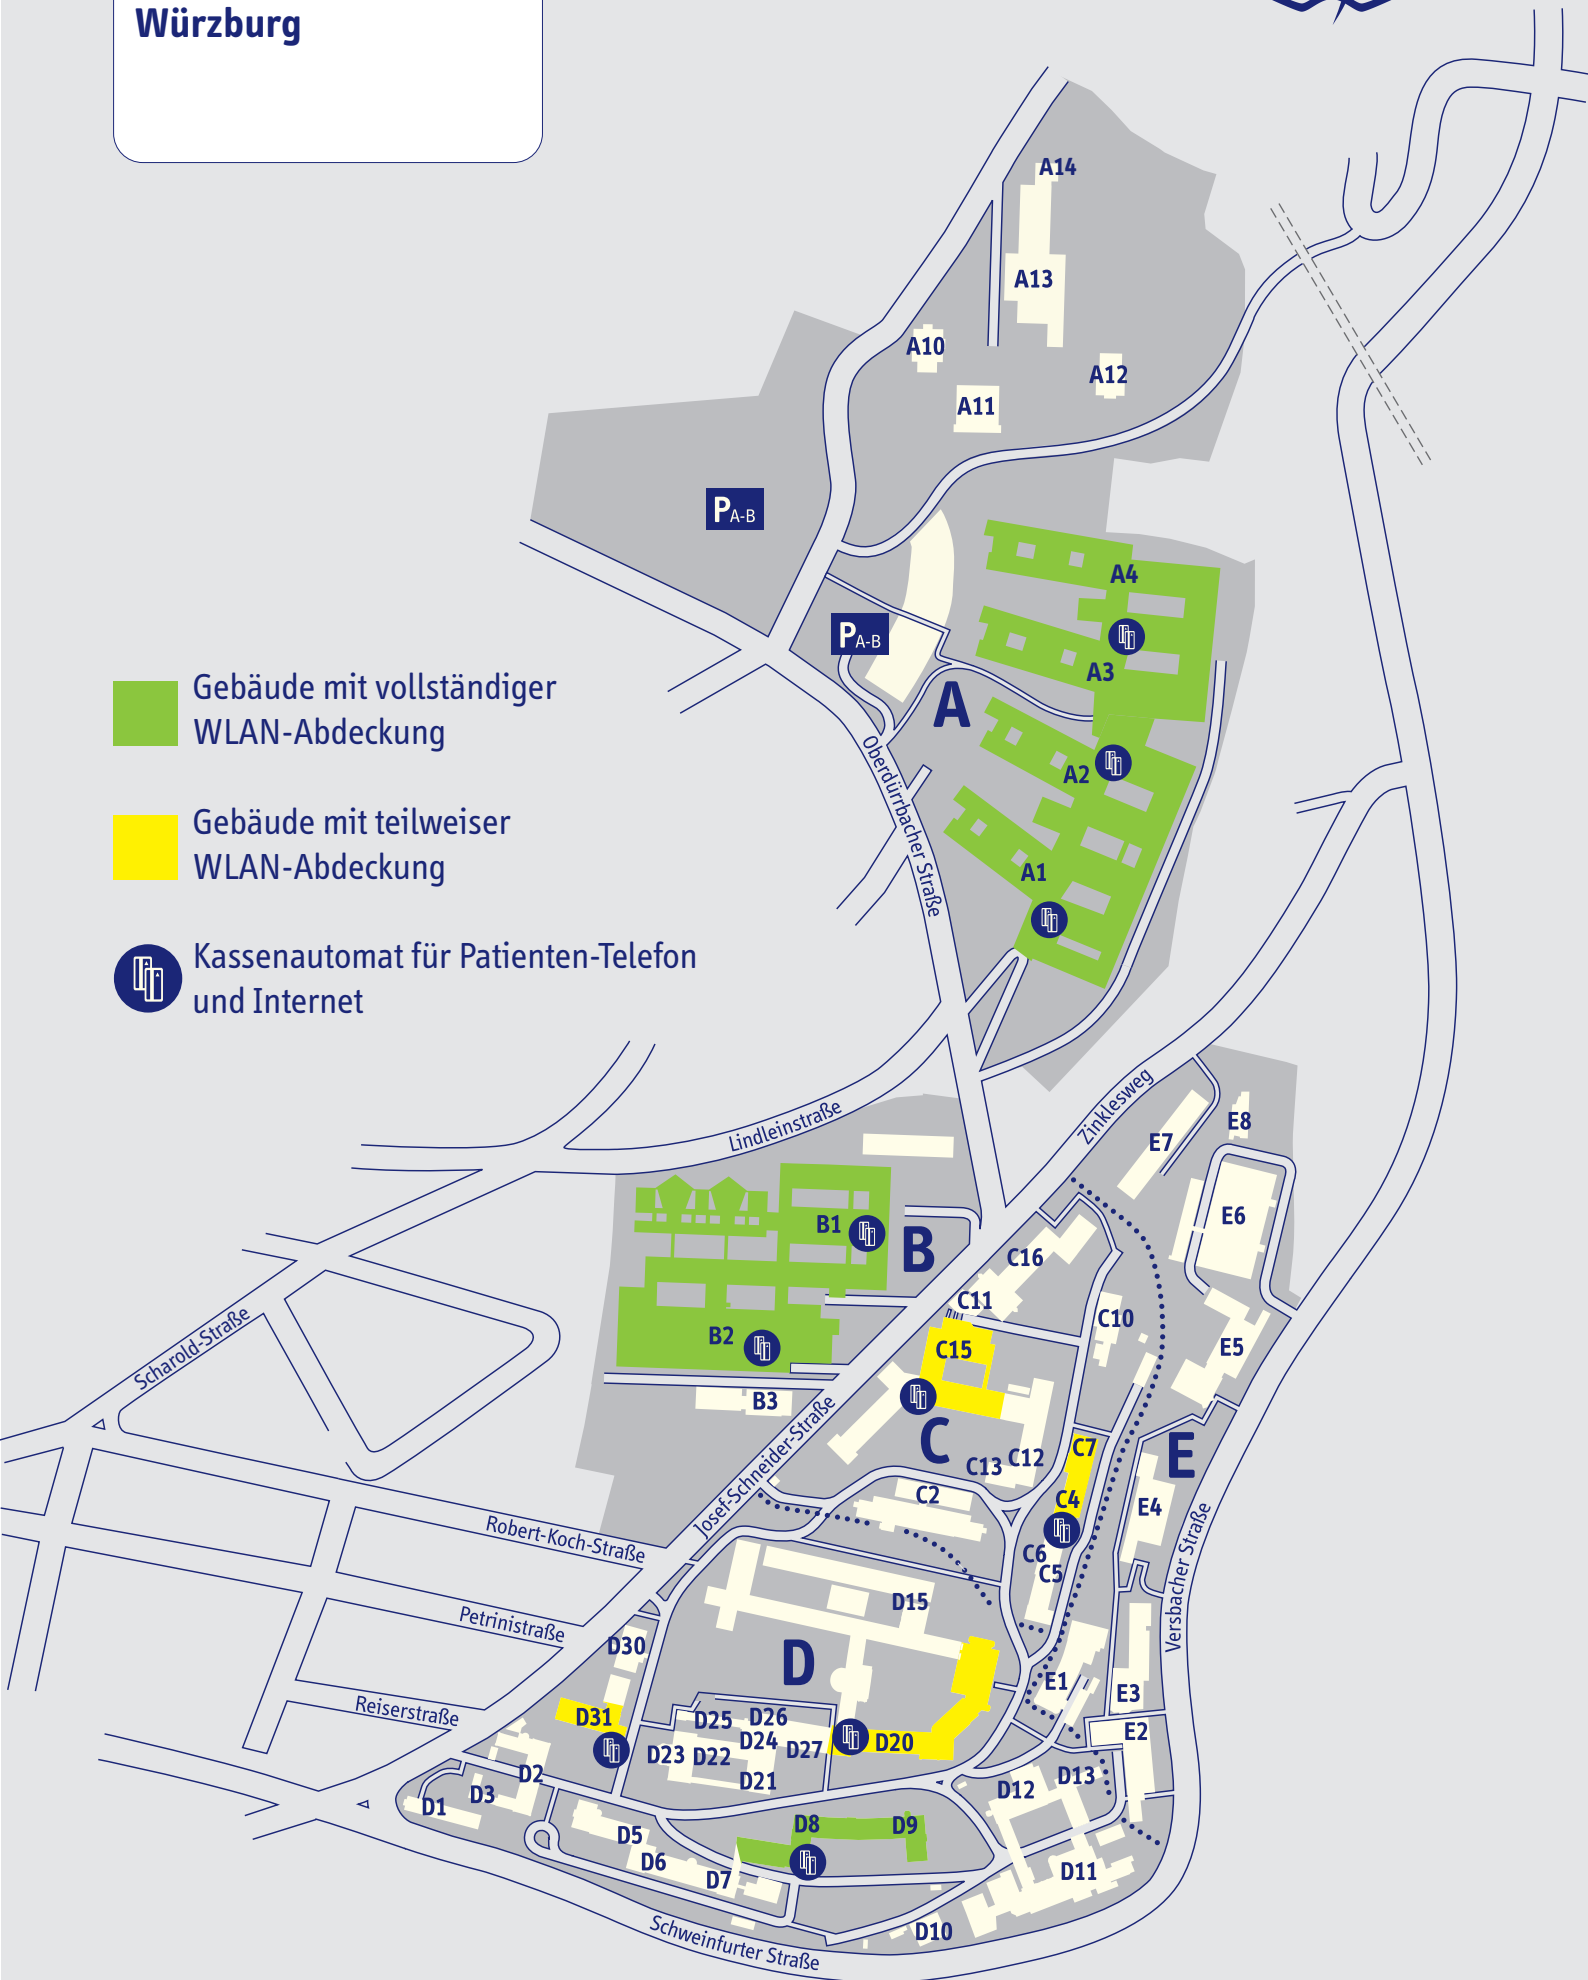 Würzburg
A14
A13
A10
A12
A11
P A-B
A4
P A-B
A3
A
Gebäude mit vollständiger
WLAN-Abdeckung
Oberdürrbacher Straße
A2
Gebäude mit teilweiser
WLAN-Abdeckung
A1
Kassenautomat für Patienten-Telefon
und Internet
Zinklesweg
Lindleinstraße
E8
E7
B1
E6
B
C16
C11
C10
Scharold-Straße
B2
C15
E5
B3
C
Josef-Schneider-Straße
C7
E
C13
C12
C2
C4
E4
Robert-Koch-Straße
C6
C5
Versbacher Straße
D15
Petrinistraße
D30
D
E1
E3
Reiserstraße
D31
D25
D26
E2
D24
D20
D23
D22
D27
D2
D21
D13
D12
D3
D1
D8
D9
D5
D6
D7
D11
D10
Schweinfurter Straße